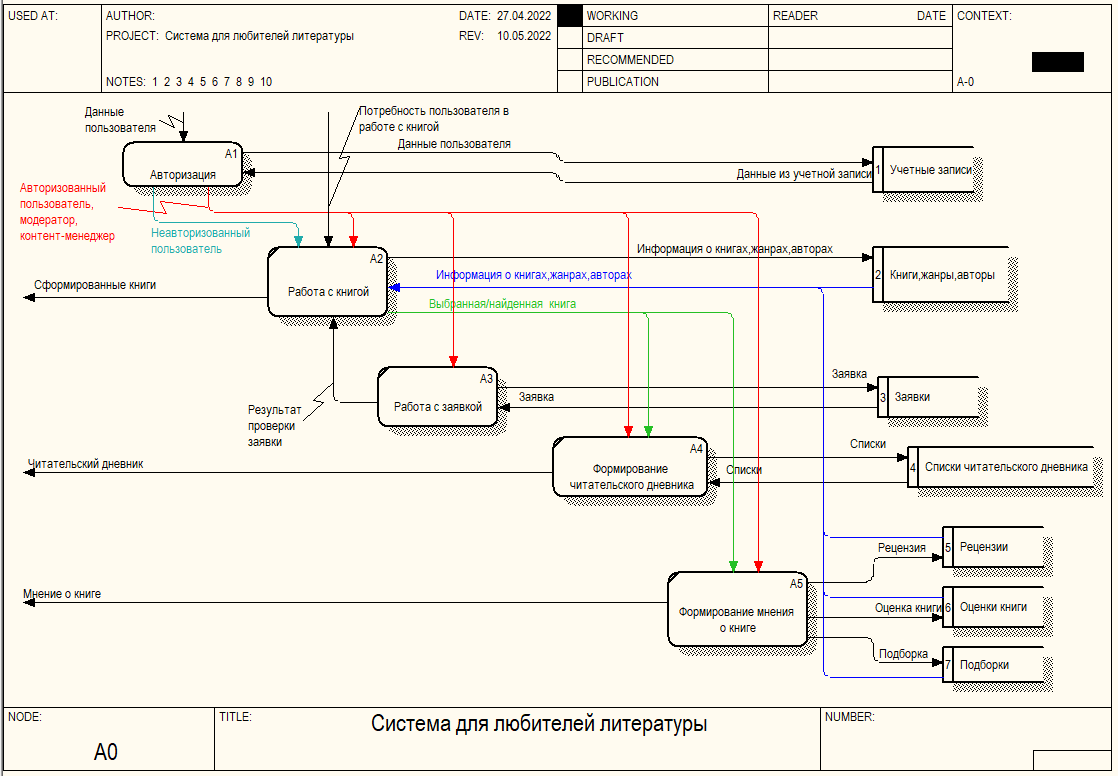 USED AT:
AUTHOR:
DATE: 27.04.2022
WORKING
READER
DATE
CONTEXT:
PROJECT: Система для любителей литературы
REV: 10.05.2022
DRAFT
RECOMMENDED
NOTES: 1 2 3 4 5 6 7 8 9 10
PUBLICATION
A-0
Данные
пользователя
Потребность пользователя в
работе с книгой
Данные пользователя
A1
Авторизация
Данные из учетной записи
1
Учетные записи
Авторизованный
пользователь,
модератор,
контент-менеджер
Неавторизованный
пользователь
Информация о книгах,жанрах,авторах
A2
Работа с книгой
Информация о книгах,жанрах,авторах
2
Книги,жанры,авторы
Сформированные книги
Выбранная/найденная книга
A3
Работа с заявкой
Заявка
Заявка
3
Заявки
Результат
проверки
заявки
Списки
A4
Формирование
читательского дневника
Списки
4
Списки читательского дневника
Читательский дневник
Рецензия
5
Рецензии
A5
Формирование мнения
о книге
Мнение о книге
Оценка книги
6
Оценки книги
Подборка
7
Подборки
NODE:
TITLE:
Система для любителей литературы
NUMBER:
A0